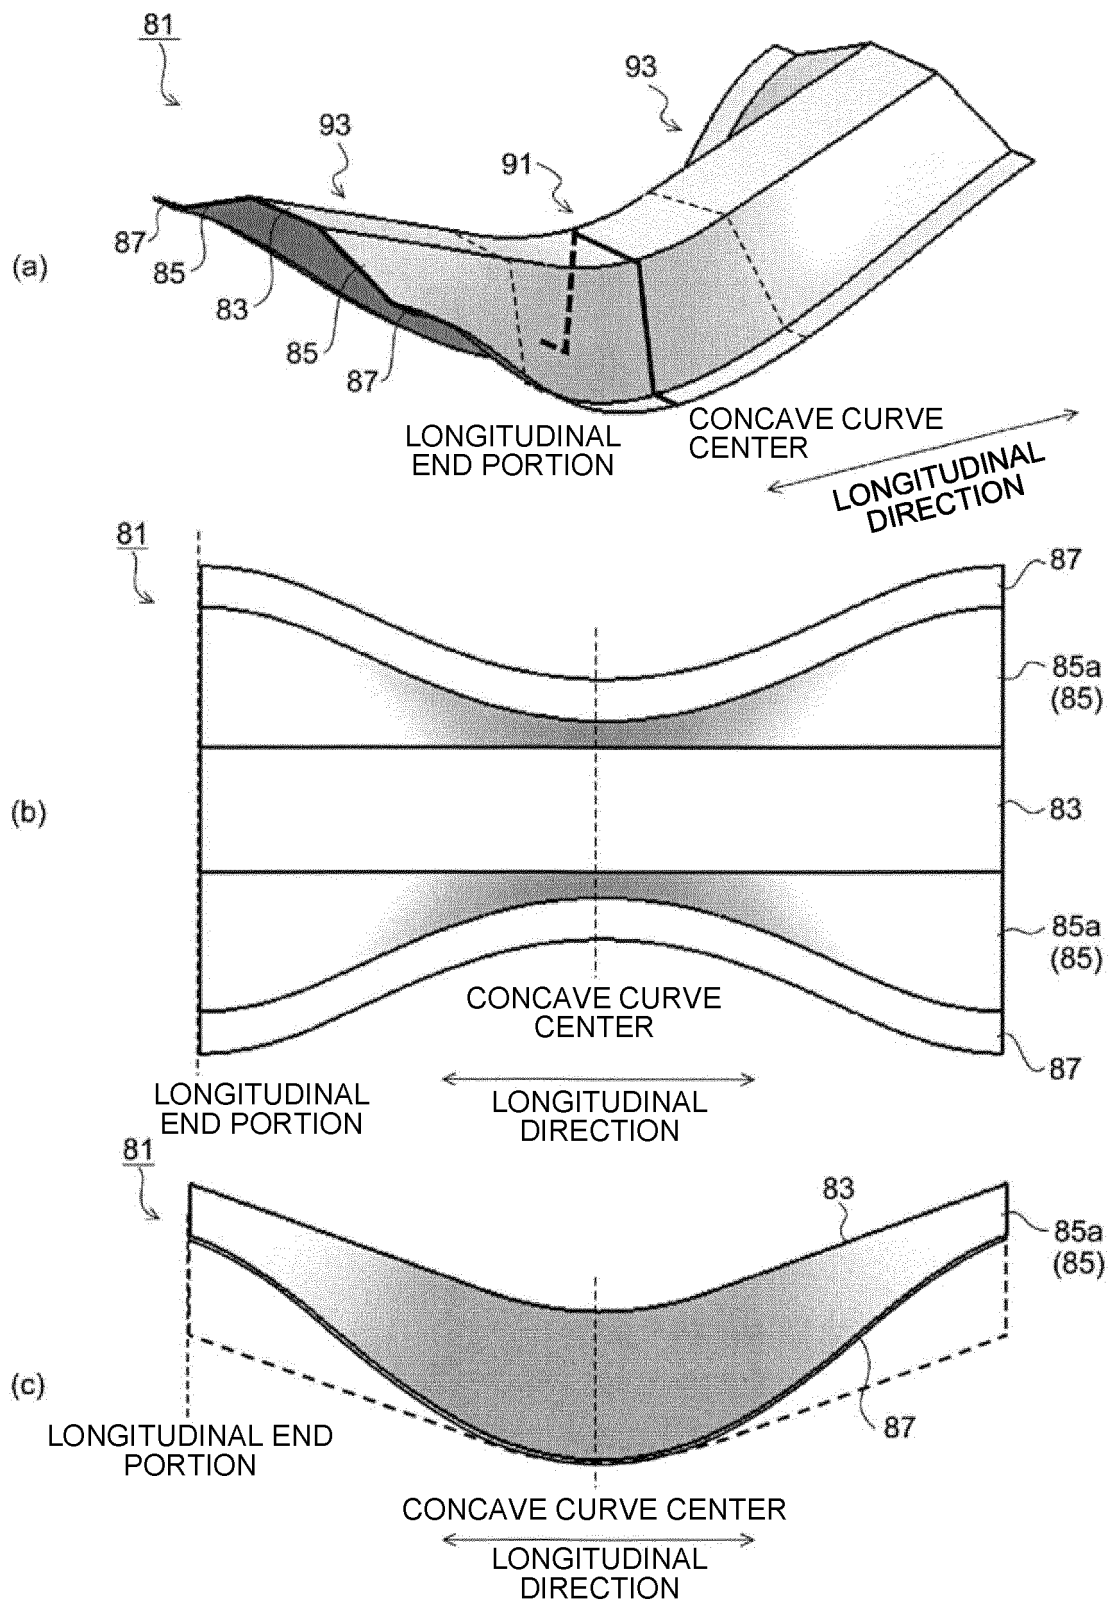 81
93
93
91
(a)
87
85
83
85
87
LONGITUDINAL
END PORTION
CONCAVE CURVE
CENTER
LONGITUDINAL
DIRECTION
81
87
85a
(85)
(b)
83
85a
(85)
CONCAVE CURVE
CENTER
87
LONGITUDINAL
END PORTION
LONGITUDINAL
DIRECTION
81
83
85a
(85)
(c)
87
LONGITUDINAL END
PORTION
CONCAVE CURVE CENTER
LONGITUDINAL
DIRECTION